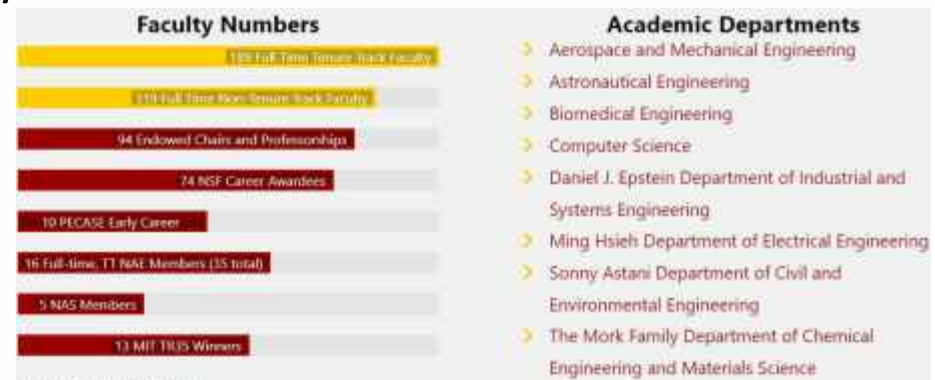 Faculty Numbers
Full Time Tenure Track Faculty
Full Time Non-Tenure Track Faculty
94 Endowed Chairs and Professorships
74 NSF Career Awardees
10 PECASE Early Career
16 Full-time, TT NAE Members (35 total)
5 NAS Members
13 MIT TR35 Winners
Academic Departments
Aerospace and Mechanical Engineering
Astronautical Engineering
Biomedical Engineering
Computer Science
Daniel J. Epstein Department of Industrial and
Systems Engineering
Ming Hsieh Department of Electrical Engineering
Sonny Astani Department of Civil and
Environmental Engineering
The Mork Family Department of Chemical
Engineering and Materials Science